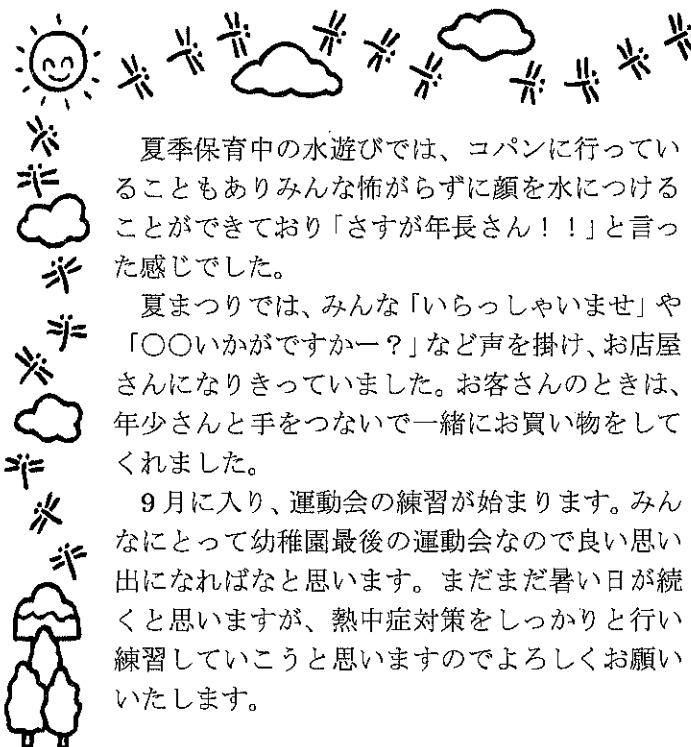 夏季保育中の水遊びでは、コパンに行ってい
ることもありみんな怖がらずに顔を水につける
ことができており「さすが年長さん！！」と言っ
た感じでした。
　夏まつりでは、みんな「いらっしゃいませ」や
「〇〇いかがですかー？」など声を掛け、お店屋
さんになりきっていました。お客さんのときは、
年少さんと手をつないで一緒にお買い物をして
くれました。
　9月に入り、運動会の練習が始まります。みん
なにとって幼稚園最後の運動会なので良い思い
出になればなと思います。まだまだ暑い日が続
くと思いますが、熱中症対策をしっかりと行い
練習していこうと思いますのでよろしくお願い
いたします。